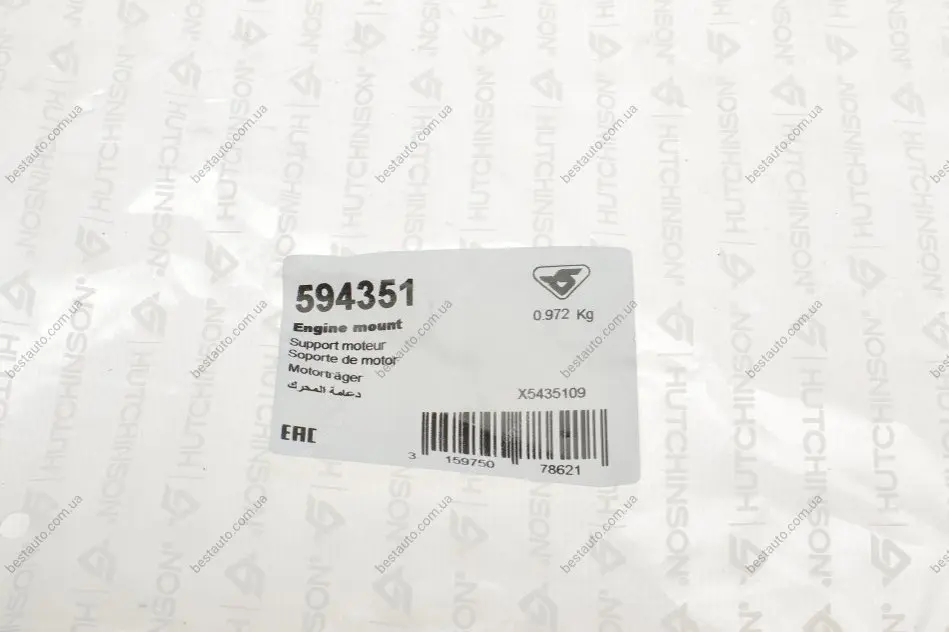 594351
0.972 Kg
Engine mount
Support moteur
Soporte de motor
Motorträger
دعامة المحرك
X5435109
EAC
3 159750 78621
HUTCHINSON
bestauto.com.ua